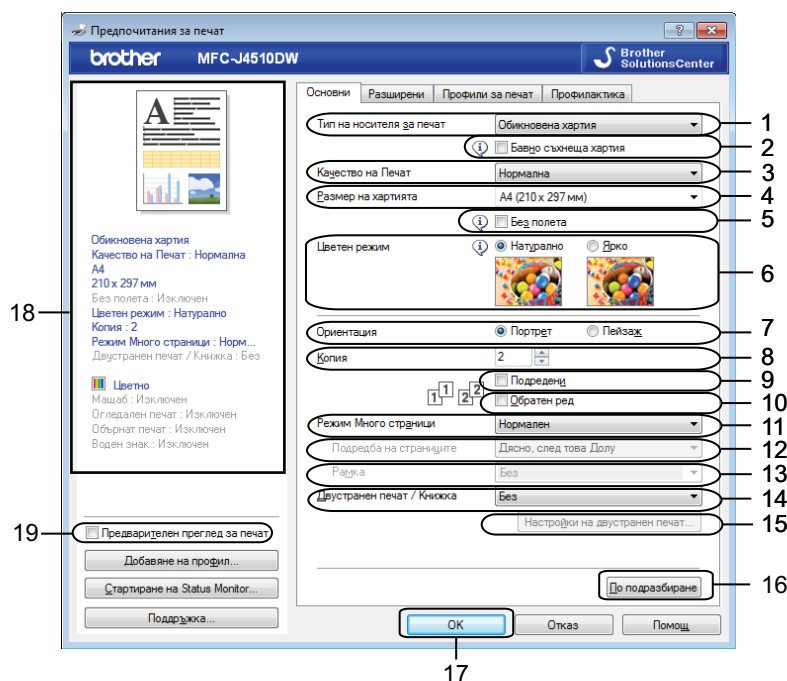 Предпочитания за печат
brother MFC-J4510DW Brother
SolutionsCenter
A
Обикновена хартия
Качество на Печат : Нормална
A4
210 x 297 мм
Без полета : Изключен
Цветен режим : Натурално
Копия : 2
Режим Много страници : Норм...
Двустранен печат / Книжка : Без
Цветно
Мащаб : Изключен
Огледален печат : Изключен
Обърнат печат : Изключен
Воден знак : Изключен
18
19
Предварителен преглед за печат
Добавяне на профил...
Стартиране на Status Monitor...
Поддръжка...
Основни Разширени Профили за печат Профилактика
Тип на носителя за печат Обикновена хартия 1
Бавно съхнеща хартия 2
Качество на Печат Нормална 3
Размер на хартията A4 (210 x 297 мм) 4
Без полета 5
Цветен режим Натурално Ярко 6
Ориентация Портрет Пейзаж 7
Копия 2 8
1 1 2 2 Подредени 9
Обратен ред 10
Режим Много страници Нормален 11
Подредба на страниците Дясно, след това Долу 12
Рамка Без 13
Двустранен печат / Книжка Без 14
Настройки на двустранен печат... 15
По подразбиране 16
OK Отказ Помощ
17